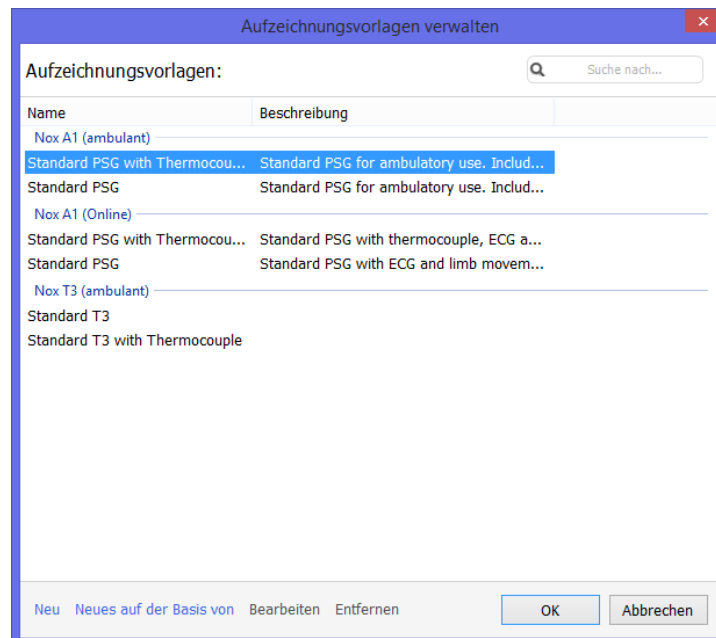 Aufzeichnungsvorlagen verwalten
Aufzeichnungsvorlagen:
Suche nach...
Name Beschreibung
Nox A1 (ambulant)
Standard PSG with Thermocou... Standard PSG for ambulatory use. Includ...
Standard PSG Standard PSG for ambulatory use. Includ...
Nox A1 (Online)
Standard PSG with Thermocou... Standard PSG with thermocouple, ECG a...
Standard PSG Standard PSG with ECG and limb movem...
Nox T3 (ambulant)
Standard T3
Standard T3 with Thermocouple
Neu Neues auf der Basis von Bearbeiten Entfernen OK Abbrechen